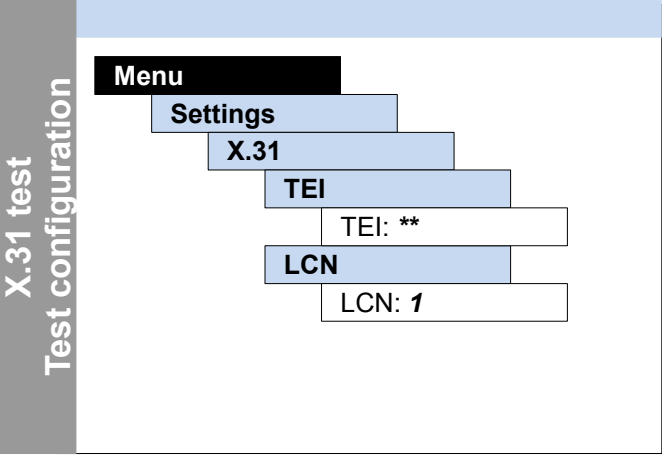 X.31 test
Test configuration
Menu
Settings
X.31
TEI
TEI: **
LCN
LCN: 1